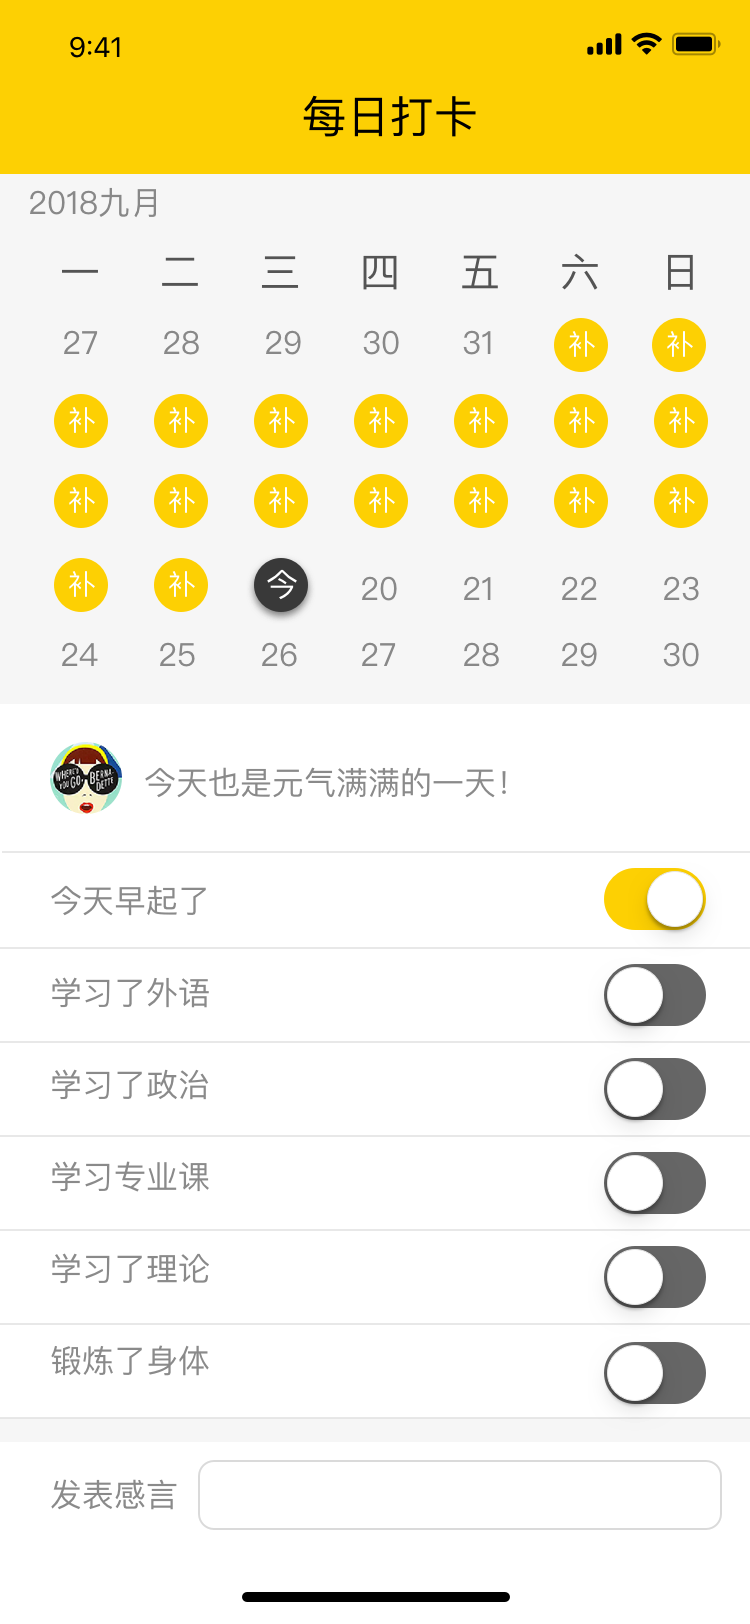 9:41
每日打卡
2018九月
一 二 三 四 五 六 日
27 28 29 30 31 补 补
补 补 补 补 补 补 补
补 补 补 补 补 补 补
补 补 今 20 21 22 23
24 25 26 27 28 29 30
WHERE'D YOU GO, BERNADETTE
今天也是元气满满的一天!
今天早起了
学习了外语
学习了政治
学习专业课
学习了理论
锻炼了身体
发表感言